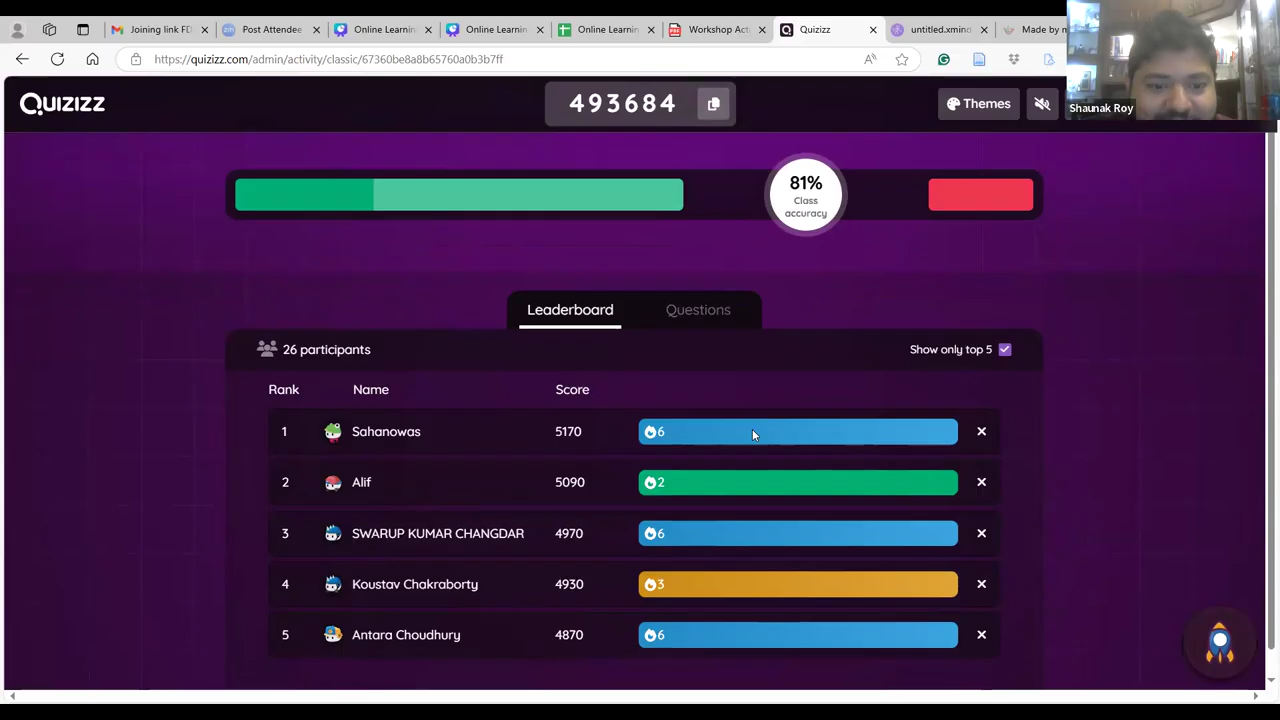 Joining link FD
Post Attendee
Online Learnin
Online Learnin
Online Learnin
Workshop Acti
Quizizz
untitled.xmind
Made by
https://quizizz.com/admin/activity/classic/67360be8a8b65760a0b3b7ff
Shaunak Roy
QUIZIZZ
493684
Themes
81%
Class
accuracy
Leaderboard
Questions
26 participants
Show only top 5
Rank Name Score
1 Sahanowas 5170 6
2 Alif 5090 2
3 SWARUP KUMAR CHANGDAR 4970 6
4 Koustav Chakraborty 4930 3
5 Antara Choudhury 4870 6